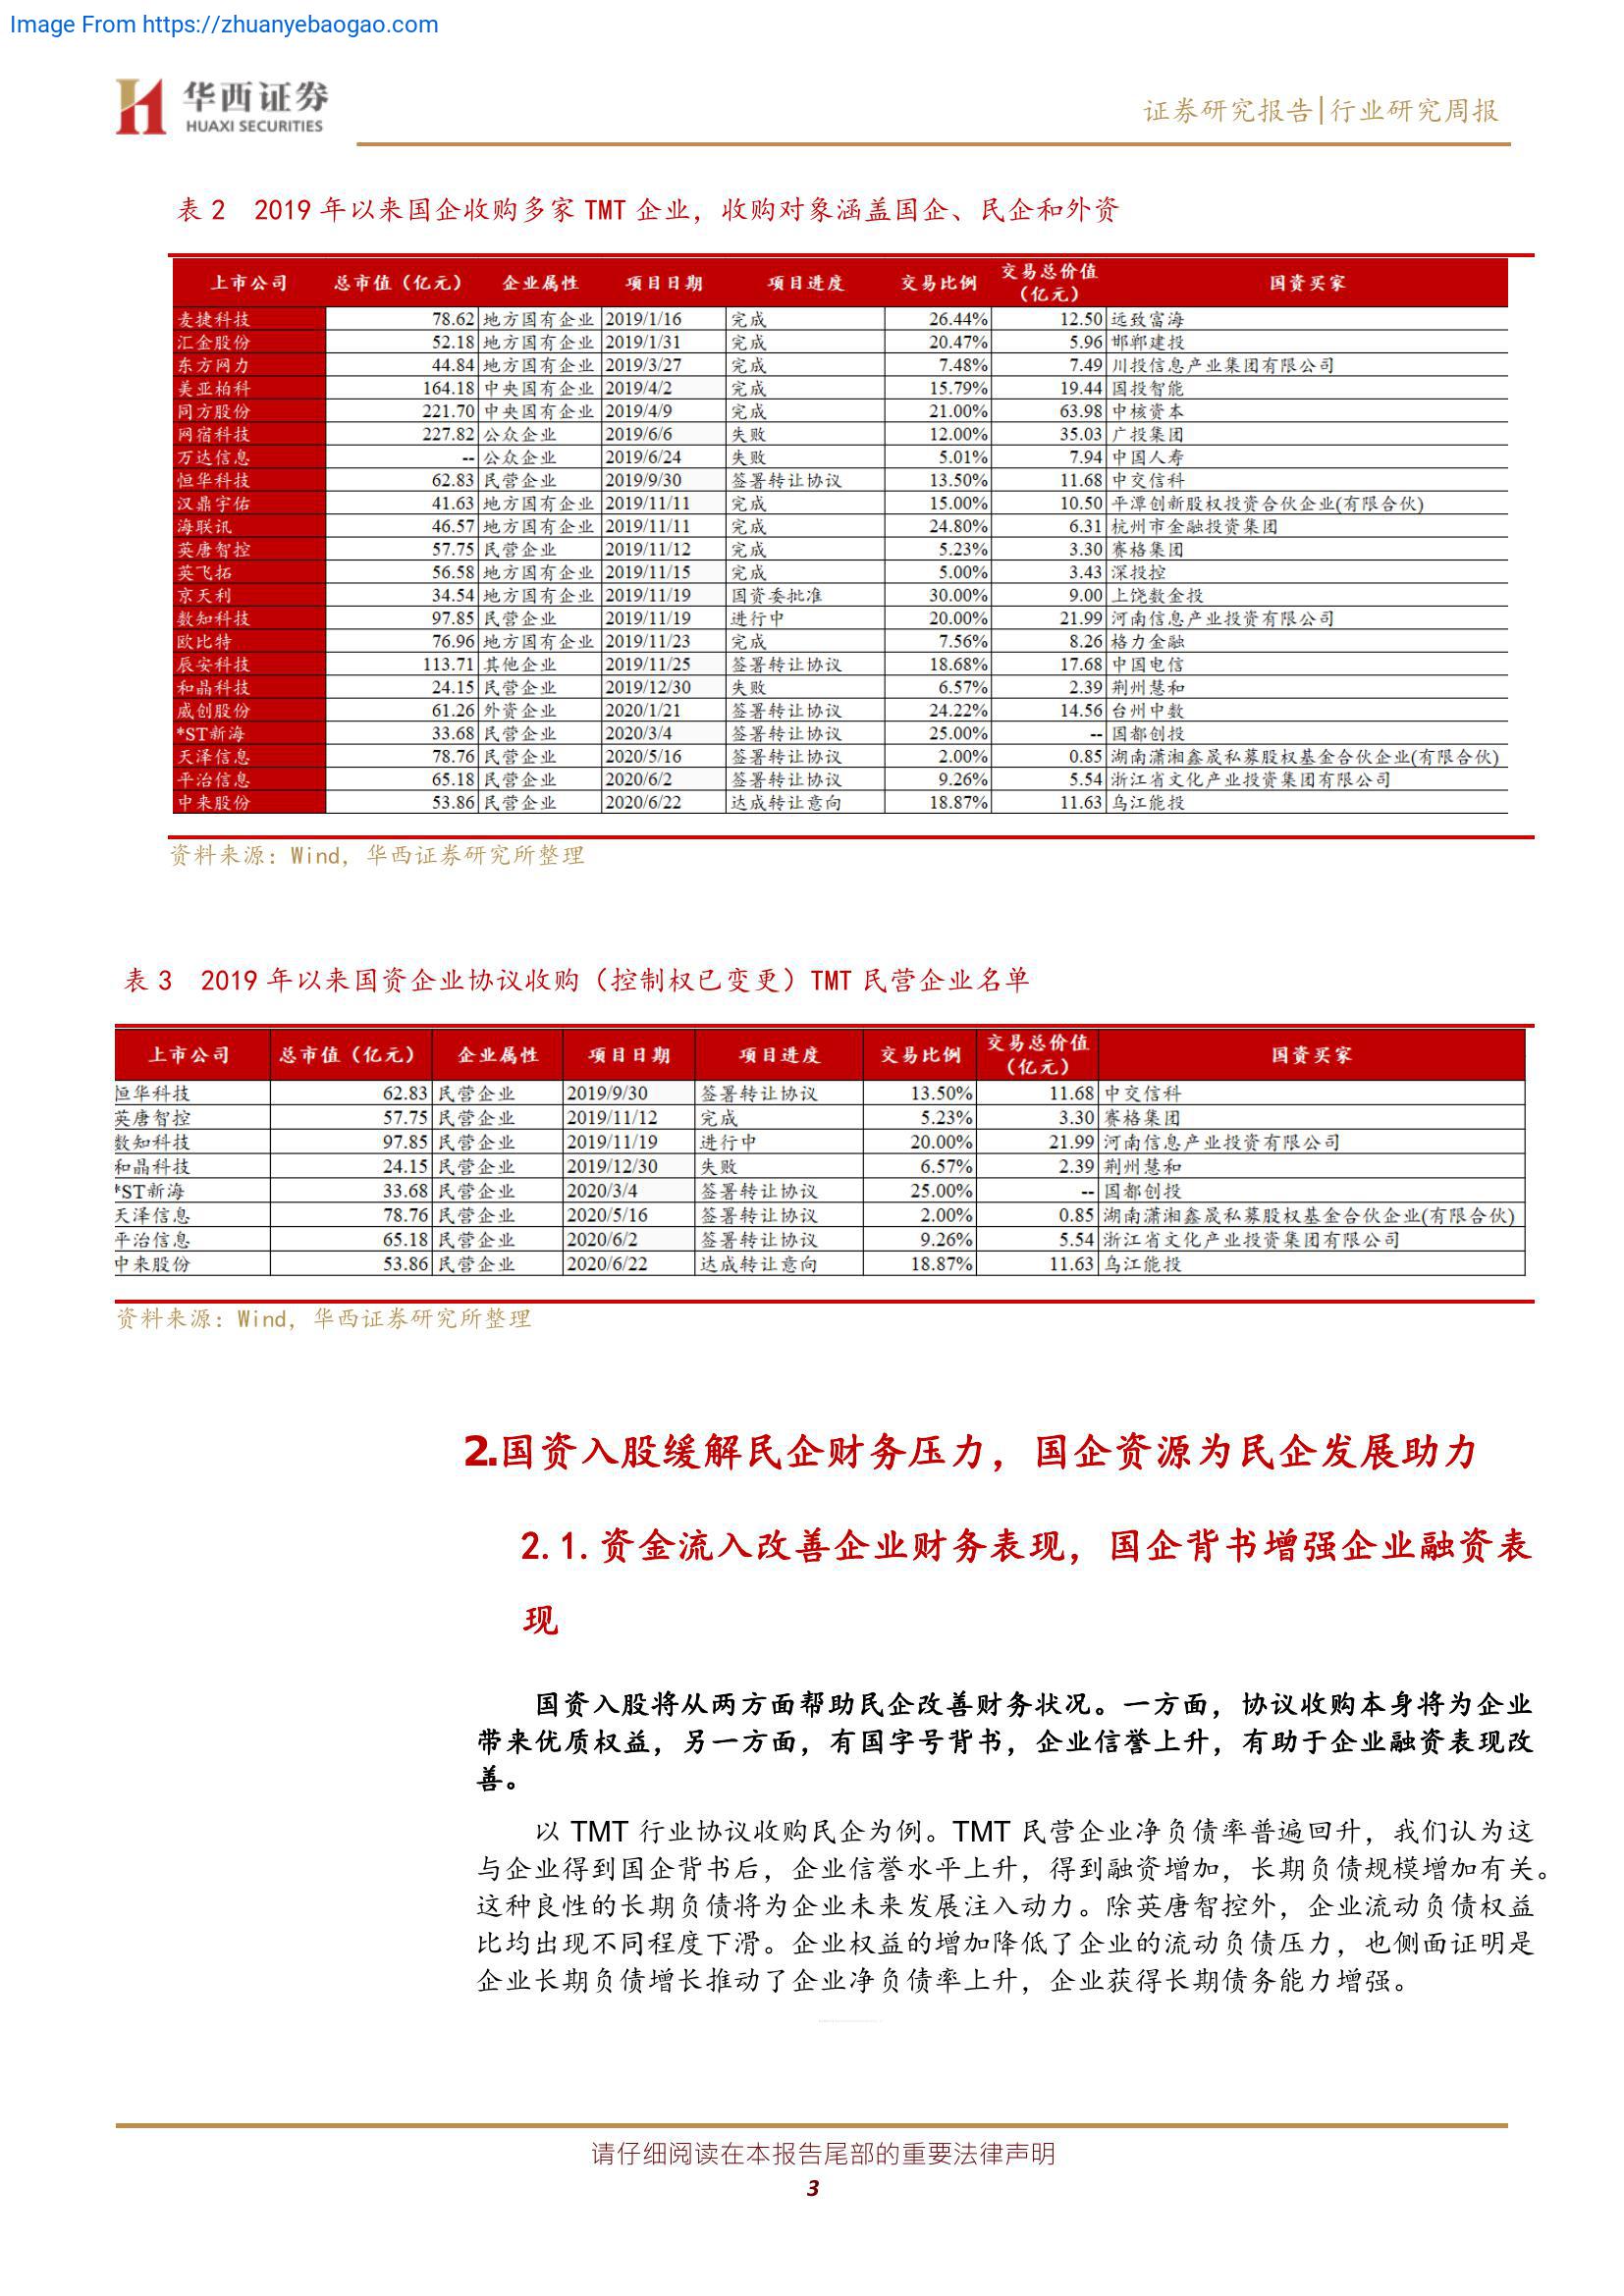 Image From https://zhuanyebaogao.com
华西证券
HUAXI SECURITIES
证券研究报告|行业研究周报
表 2 2019 年以来国企收购多家 TMT 企业，收购对象涵盖国企、民企和外资
上市公司 总市值（亿元） 企业属性 项目日期 项目进度 交易比例 交易总价值（亿元） 国资买家
麦捷科技 78.62 地方国有企业 2019/1/16 完成 26.44% 12.50 远致富海
汇金股份 52.18 地方国有企业 2019/1/31 完成 20.47% 5.96 邯郸建投
东方网力 44.84 地方国有企业 2019/3/27 完成 7.48% 7.49 川投信息产业集团有限公司
美亚柏科 164.18 中央国有企业 2019/4/2 完成 15.79% 19.44 国投智能
同方股份 221.70 中央国有企业 2019/4/9 完成 21.00% 63.98 中核资本
网宿科技 227.82 公众企业 2019/6/6 失败 12.00% 35.03 广投集团
万达信息 -- 公众企业 2019/6/24 失败 5.01% 7.94 中国人寿
恒华科技 62.83 民营企业 2019/9/30 签署转让协议 13.50% 11.68 中交信科
汉鼎宇佑 41.63 地方国有企业 2019/11/11 完成 15.00% 10.50 平潭创新股权投资合伙企业(有限合伙)
海联讯 46.57 地方国有企业 2019/11/11 完成 24.80% 6.31 杭州市金融投资集团
英唐智控 57.75 民营企业 2019/11/12 完成 5.23% 3.30 赛格集团
英飞拓 56.58 地方国有企业 2019/11/15 完成 5.00% 3.43 深投控
京天利 34.54 地方国有企业 2019/11/19 国资委批准 30.00% 9.00 上饶数金投
数知科技 97.85 民营企业 2019/11/19 进行中 20.00% 21.99 河南信息产业投资有限公司
欧比特 76.96 地方国有企业 2019/11/23 完成 7.56% 8.26 格力金融
辰安科技 113.71 其他企业 2019/11/25 签署转让协议 18.68% 17.68 中国电信
和晶科技 24.15 民营企业 2019/12/30 失败 6.57% 2.39 荆州慧和
威创股份 61.26 外资企业 2020/1/21 签署转让协议 24.22% 14.56 台州中数
*ST新海 33.68 民营企业 2020/3/4 签署转让协议 25.00% -- 国都创投
天泽信息 78.76 民营企业 2020/5/16 签署转让协议 2.00% 0.85 湖南潇湘鑫晟私募股权基金合伙企业(有限合伙)
平治信息 65.18 民营企业 2020/6/2 签署转让协议 9.26% 5.54 浙江省文化产业投资集团有限公司
中来股份 53.86 民营企业 2020/6/22 达成转让意向 18.87% 11.63 乌江能投
资料来源：Wind，华西证券研究所整理
表 3 2019 年以来国资企业协议收购（控制权已变更）TMT 民营企业名单
上市公司 总市值（亿元） 企业属性 项目日期 项目进度 交易比例 交易总价值（亿元） 国资买家
恒华科技 62.83 民营企业 2019/9/30 签署转让协议 13.50% 11.68 中交信科
英唐智控 57.75 民营企业 2019/11/12 完成 5.23% 3.30 赛格集团
数知科技 97.85 民营企业 2019/11/19 进行中 20.00% 21.99 河南信息产业投资有限公司
和晶科技 24.15 民营企业 2019/12/30 失败 6.57% 2.39 荆州慧和
*ST新海 33.68 民营企业 2020/3/4 签署转让协议 25.00% -- 国都创投
天泽信息 78.76 民营企业 2020/5/16 签署转让协议 2.00% 0.85 湖南潇湘鑫晟私募股权基金合伙企业(有限合伙)
平治信息 65.18 民营企业 2020/6/2 签署转让协议 9.26% 5.54 浙江省文化产业投资集团有限公司
中来股份 53.86 民营企业 2020/6/22 达成转让意向 18.87% 11.63 乌江能投
资料来源：Wind，华西证券研究所整理
2.国资入股缓解民企财务压力，国企资源为民企发展助力
2.1.资金流入改善企业财务表现，国企背书增强企业融资表
现
国资入股将从两方面帮助民企改善财务状况。一方面，协议收购本身将为企业
带来优质权益，另一方面，有国字号背书，企业信誉上升，有助于企业融资表现改
善。
以 TMT 行业协议收购民企为例。TMT 民营企业净负债率普遍回升，我们认为这
与企业得到国企背书后，企业信誉水平上升，得到融资增加，长期负债规模增加有关。
这种良性的长期负债将为企业未来发展注入动力。除英唐智控外，企业流动负债权益
比均出现不同程度下滑。企业权益的增加降低了企业的流动负债压力，也侧面证明是
企业长期负债增长推动了企业净负债率上升，企业获得长期债务能力增强。
请仔细阅读在本报告尾部的重要法律声明
3